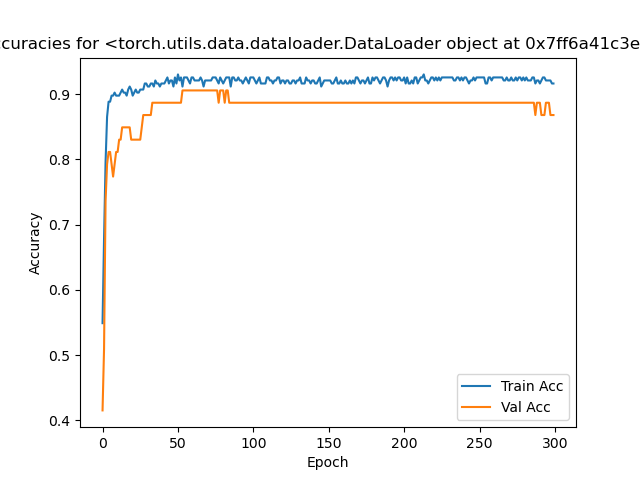 ccuracies for <torch.utils.data.dataloader.DataLoader object at 0x7ff6a41c3e
0.9
0.8
0.7
0.6
0.5
0.4
Accuracy
Train Acc
Val Acc
0 50 100 150 200 250 300
Epoch